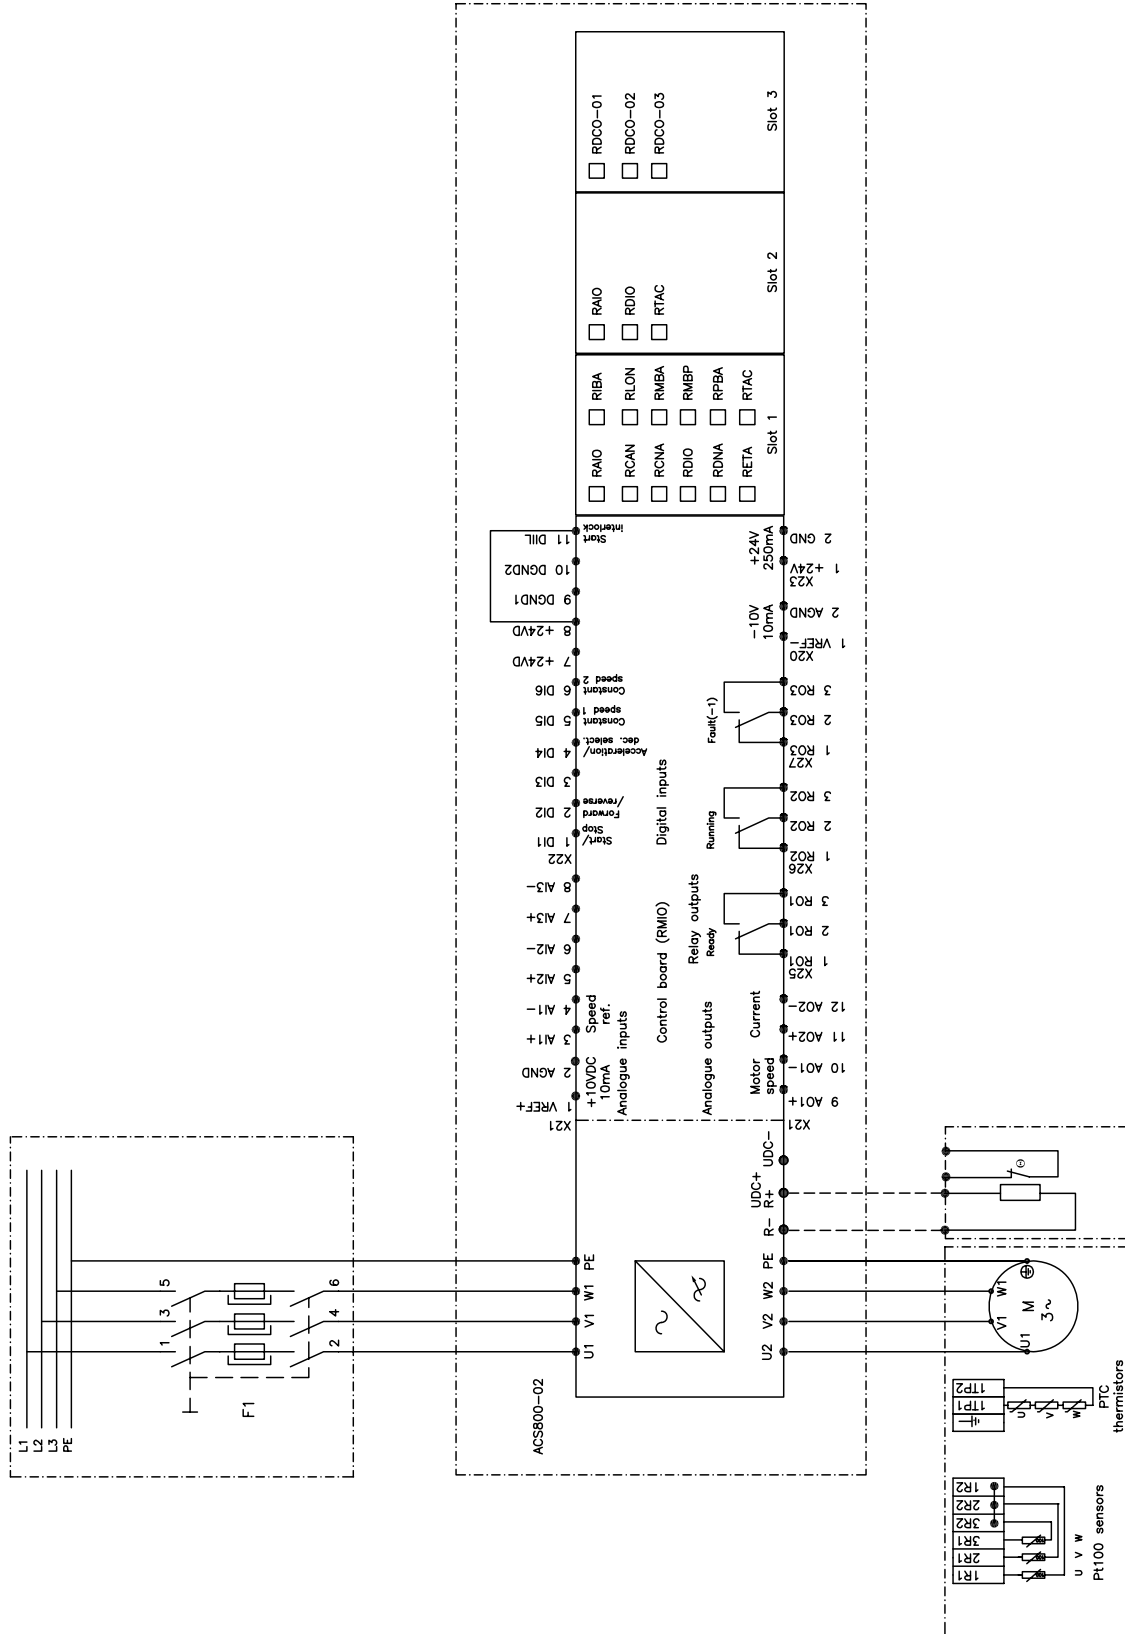 L1
L2
L3
PE
F1
1
3
5
2
4
6
ACS800-02
U1
V1
W1
PE
U2
V2
W2
PE
R-
UDC+
R+
UDC-
X21
1 VREF+
2 AGND
3 AI1+
4 AI1-
5 AI2+
6 AI2-
7 AI3+
8 AI3-
+10VDC
10mA
Speed
ref.
Analogue inputs
X22
1 DI1
2 DI2
3 DI3
4 DI4
5 DI5
6 DI6
7 +24VD
8 +24VD
9 DGND1
10 DGND2
11 DIIL
Start/
Stop
Forward
/reverse
Acceleration/
dec. select.
Constant
speed 1
Constant
speed 2
Start
interlock
Digital inputs
Control board (RMIO)
Relay outputs
Analogue outputs
Motor
speed
Current
Ready
Running
Fault(-1)
-10V
10mA
+24V
250mA
X21
9 AO1+
10 AO1-
11 AO2+
12 AO2-
X25
1 RO1
2 RO1
3 RO1
X26
1 RO2
2 RO2
3 RO2
X27
1 RO3
2 RO3
3 RO3
X20
1 VREF-
2 AGND
X23
1 +24V
2 GND
RAIO
RIBA
RCAN
RLON
RCNA
RMBA
RDIO
RMBP
RDNA
RPBA
RETA
RTAC
Slot 1
RAIO
RDIO
RTAC
Slot 2
RDCO-01
RDCO-02
RDCO-03
Slot 3
U1
V1
W1
M
3~
1TP1
1TP2
U
V
W
PTC
thermistors
1R1
2R1
3R1
3R2
2R2
1R2
U V W
Pt100 sensors